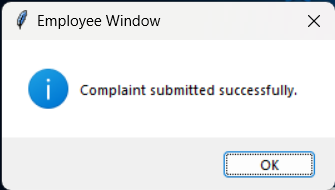 Employee Window
Complaint submitted successfully.
OK